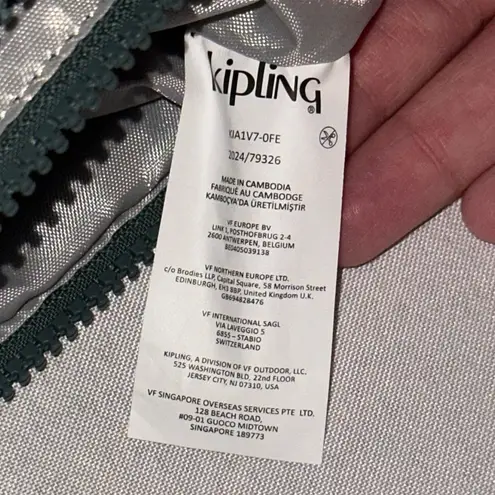 kipling
®
KIA1V7-0FE
2024/79326
MADE IN CAMBODIA
FABRIQUÉ AU CAMBODGE
KAMBOÇYA'DA ÜRETİLMİŞTİR
VF EUROPE BV
LINK 1, POSTHOFBRUG 2-4
2600 ANTWERPEN, BELGIUM
BE0405039138
VF NORTHERN EUROPE LTD.
c/o Brodies LLP, Capital Square, 58 Morrison Street
EDINBURGH, EH3 8BP, United Kingdom U.K.
GB694828476
VF INTERNATIONAL SAGL
VIA LAVEGGIO 5
6855 – STABIO
SWITZERLAND
KIPLING, A DIVISION OF VF OUTDOOR, LLC.
525 WASHINGTON BLD, 22nd FLOOR
JERSEY CITY, NJ 07310, USA
VF SINGAPORE OVERSEAS SERVICES PTE LTD.
128 BEACH ROAD,
#09-01 GUOCO MIDTOWN
SINGAPORE 189773